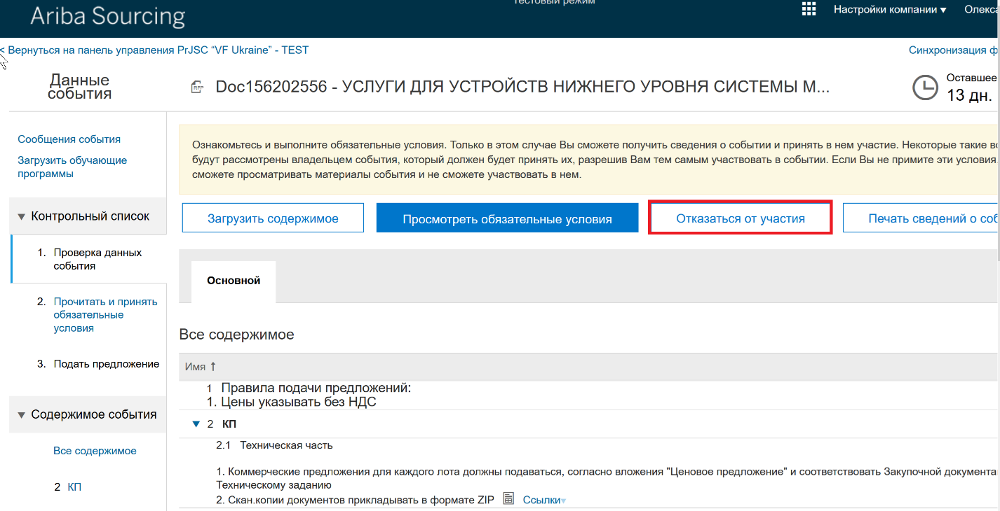 Ariba Sourcing
Тестовый режим
Настройки компании
Олекса
< Вернуться на панель управления PrJSC “VF Ukraine” - TEST
Синхронизация ф
Данные
события
RFP
Doc156202556 - УСЛУГИ ДЛЯ УСТРОЙСТВ НИЖНЕГО УРОВНЯ СИСТЕМЫ М...
Оставшее
13 дн.
Сообщения события
Загрузить обучающие
программы
Контрольный список
1. Проверка данных
события
2. Прочитать и принять
обязательные
условия
3. Подать предложение
Содержимое события
Все содержимое
2 КП
Ознакомьтесь и выполните обязательные условия. Только в этом случае Вы сможете получить сведения о событии и принять в нем участие. Некоторые такие во
будут рассмотрены владельцем события, который должен будет принять их, разрешив Вам тем самым участвовать в событии. Если Вы не примите эти условия
сможете просматривать материалы события и не сможете участвовать в нем.
Загрузить содержимое
Просмотреть обязательные условия
Отказаться от участия
Печать сведений о соб
Основной
Все содержимое
Имя ↑
1 Правила подачи предложений:
1. Цены указывать без НДС
2 КП
2.1 Техническая часть
1. Коммерческие предложения для каждого лота должны подаваться, согласно вложения "Ценовое предложение" и соответствовать Закупочной документа
Техническому заданию
2. Скан.копии документов прикладывать в формате ZIP Ссылки